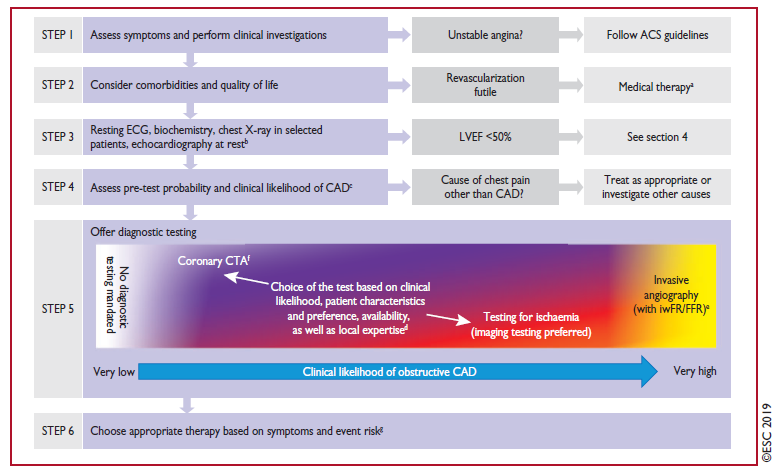 STEP 1
Assess symptoms and perform clinical investigations
Unstable angina?
Follow ACS guidelines
STEP 2
Consider comorbidities and quality of life
Revascularization
futile
Medical therapyᵃ
STEP 3
Resting ECG, biochemistry, chest X-ray in selected
patients, echocardiography at restᵇ
LVEF <50%
See section 4
STEP 4
Assess pre-test probability and clinical likelihood of CADᶜ
Cause of chest pain
other than CAD?
Treat as appropriate or
investigate other causes
STEP 5
Offer diagnostic testing
No diagnostic
testing mandated
Coronary CTAᶠ
Choice of the test based on clinical
likelihood, patient characteristics
and preference, availability,
as well as local expertiseᵈ
Testing for ischaemia
(imaging testing preferred)
Invasive
angiography
(with iwFR/FFR)ᵉ
Very low
Clinical likelihood of obstructive CAD
Very high
STEP 6
Choose appropriate therapy based on symptoms and event riskᵍ
©ESC 2019